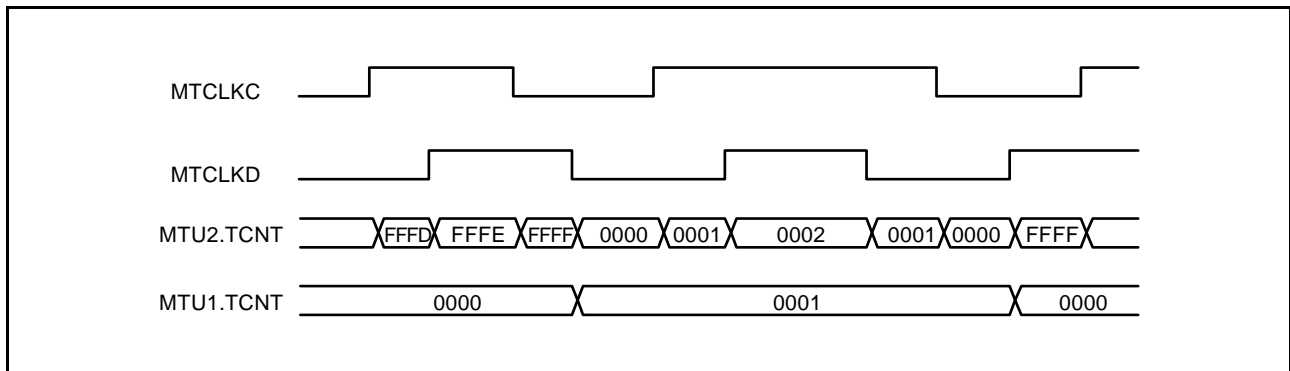 MTCLKC
MTCLKD
MTU2.TCNT FFFD FFFE FFFF 0000 0001 0002 0001 0000 FFFF
MTU1.TCNT 0000 0001 0000